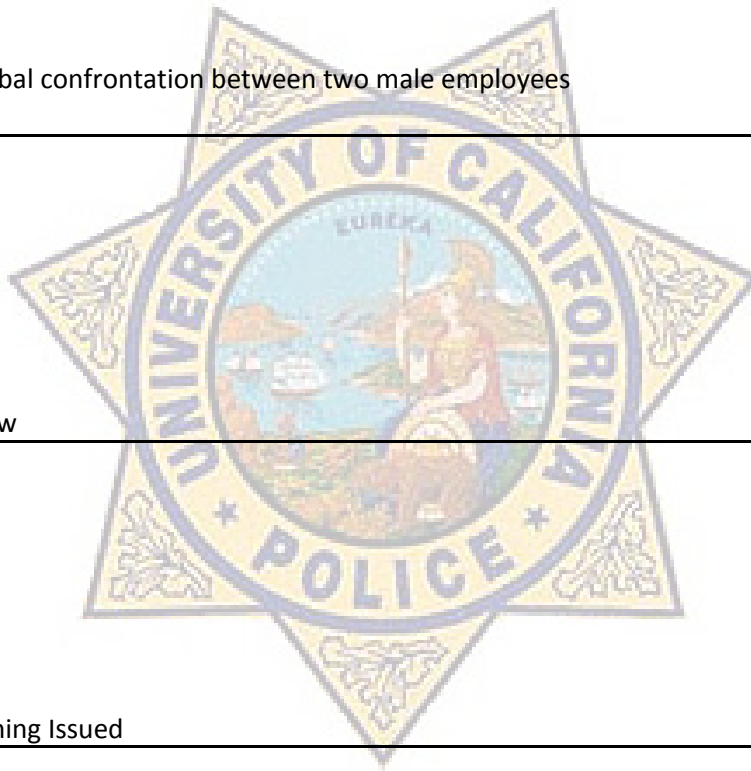 bal confrontation between two male employees
UNIVERSITY OF CALIFORNIA
EUREKA
w
ning Issued
★ POLICE ★